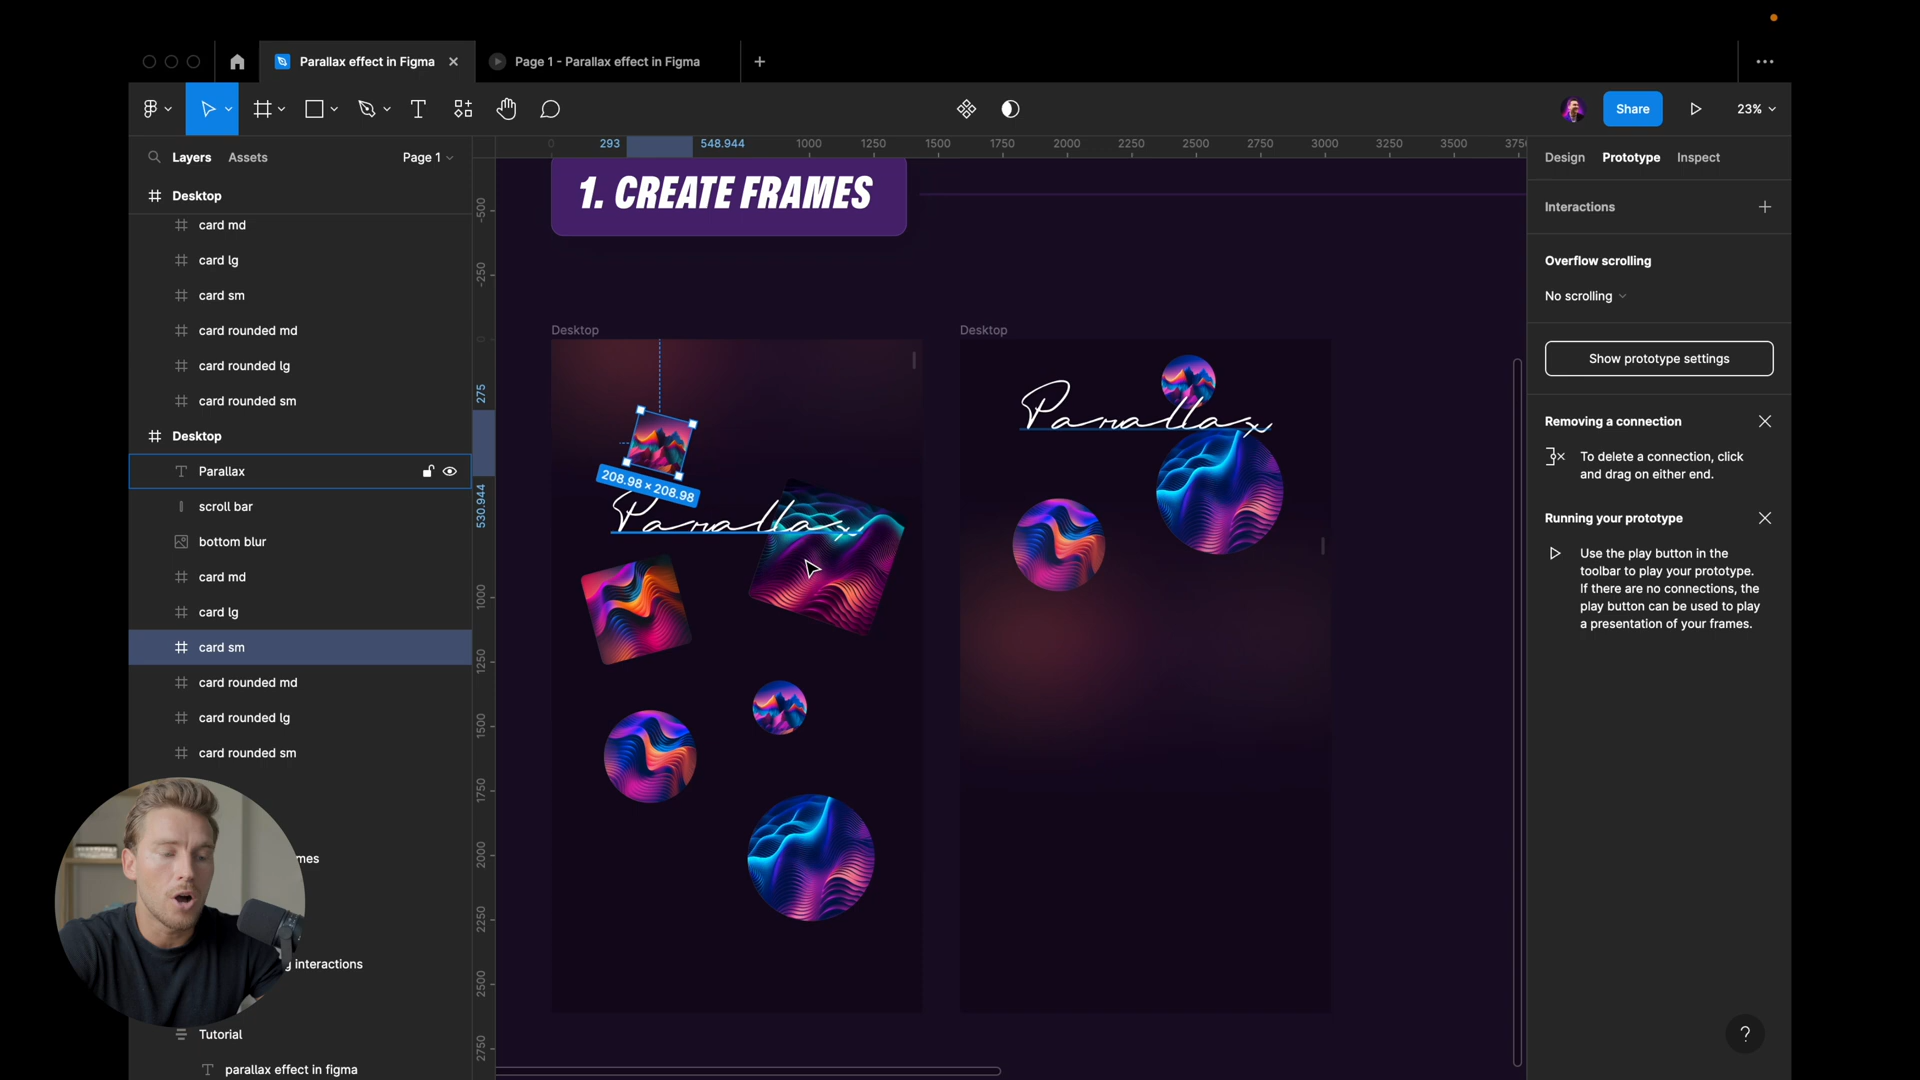 Parallax effect in Figma
Page 1 - Parallax effect in Figma
Share
23%
Layers
Assets
Page 1
Desktop
card md
card lg
card sm
card rounded md
card rounded lg
card rounded sm
Desktop
Parallax
scroll bar
bottom blur
card md
card lg
card sm
card rounded md
card rounded lg
card rounded sm
mes
g interactions
Tutorial
parallax effect in figma
0
293
548.944
1000
1250
1500
1750
2000
2250
2500
2750
3000
3250
3500
375
-500
-250
0
275
530.944
1000
1250
1500
1750
2000
2250
2500
2750
1. CREATE FRAMES
Desktop
208.98 × 208.98
Parallax
Desktop
Parallax
Design
Prototype
Inspect
Interactions
Overflow scrolling
No scrolling
Show prototype settings
Removing a connection
To delete a connection, click
and drag on either end.
Running your prototype
Use the play button in the
toolbar to play your prototype.
If there are no connections, the
play button can be used to play
a presentation of your frames.
?